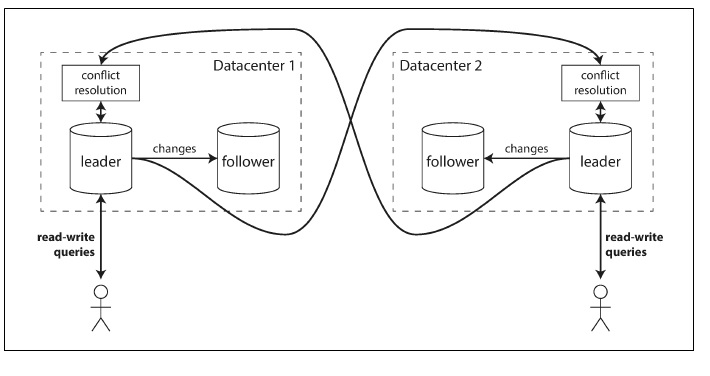 Datacenter 1
conflict
resolution
leader
changes
follower
read-write
queries
Datacenter 2
conflict
resolution
follower
changes
leader
read-write
queries